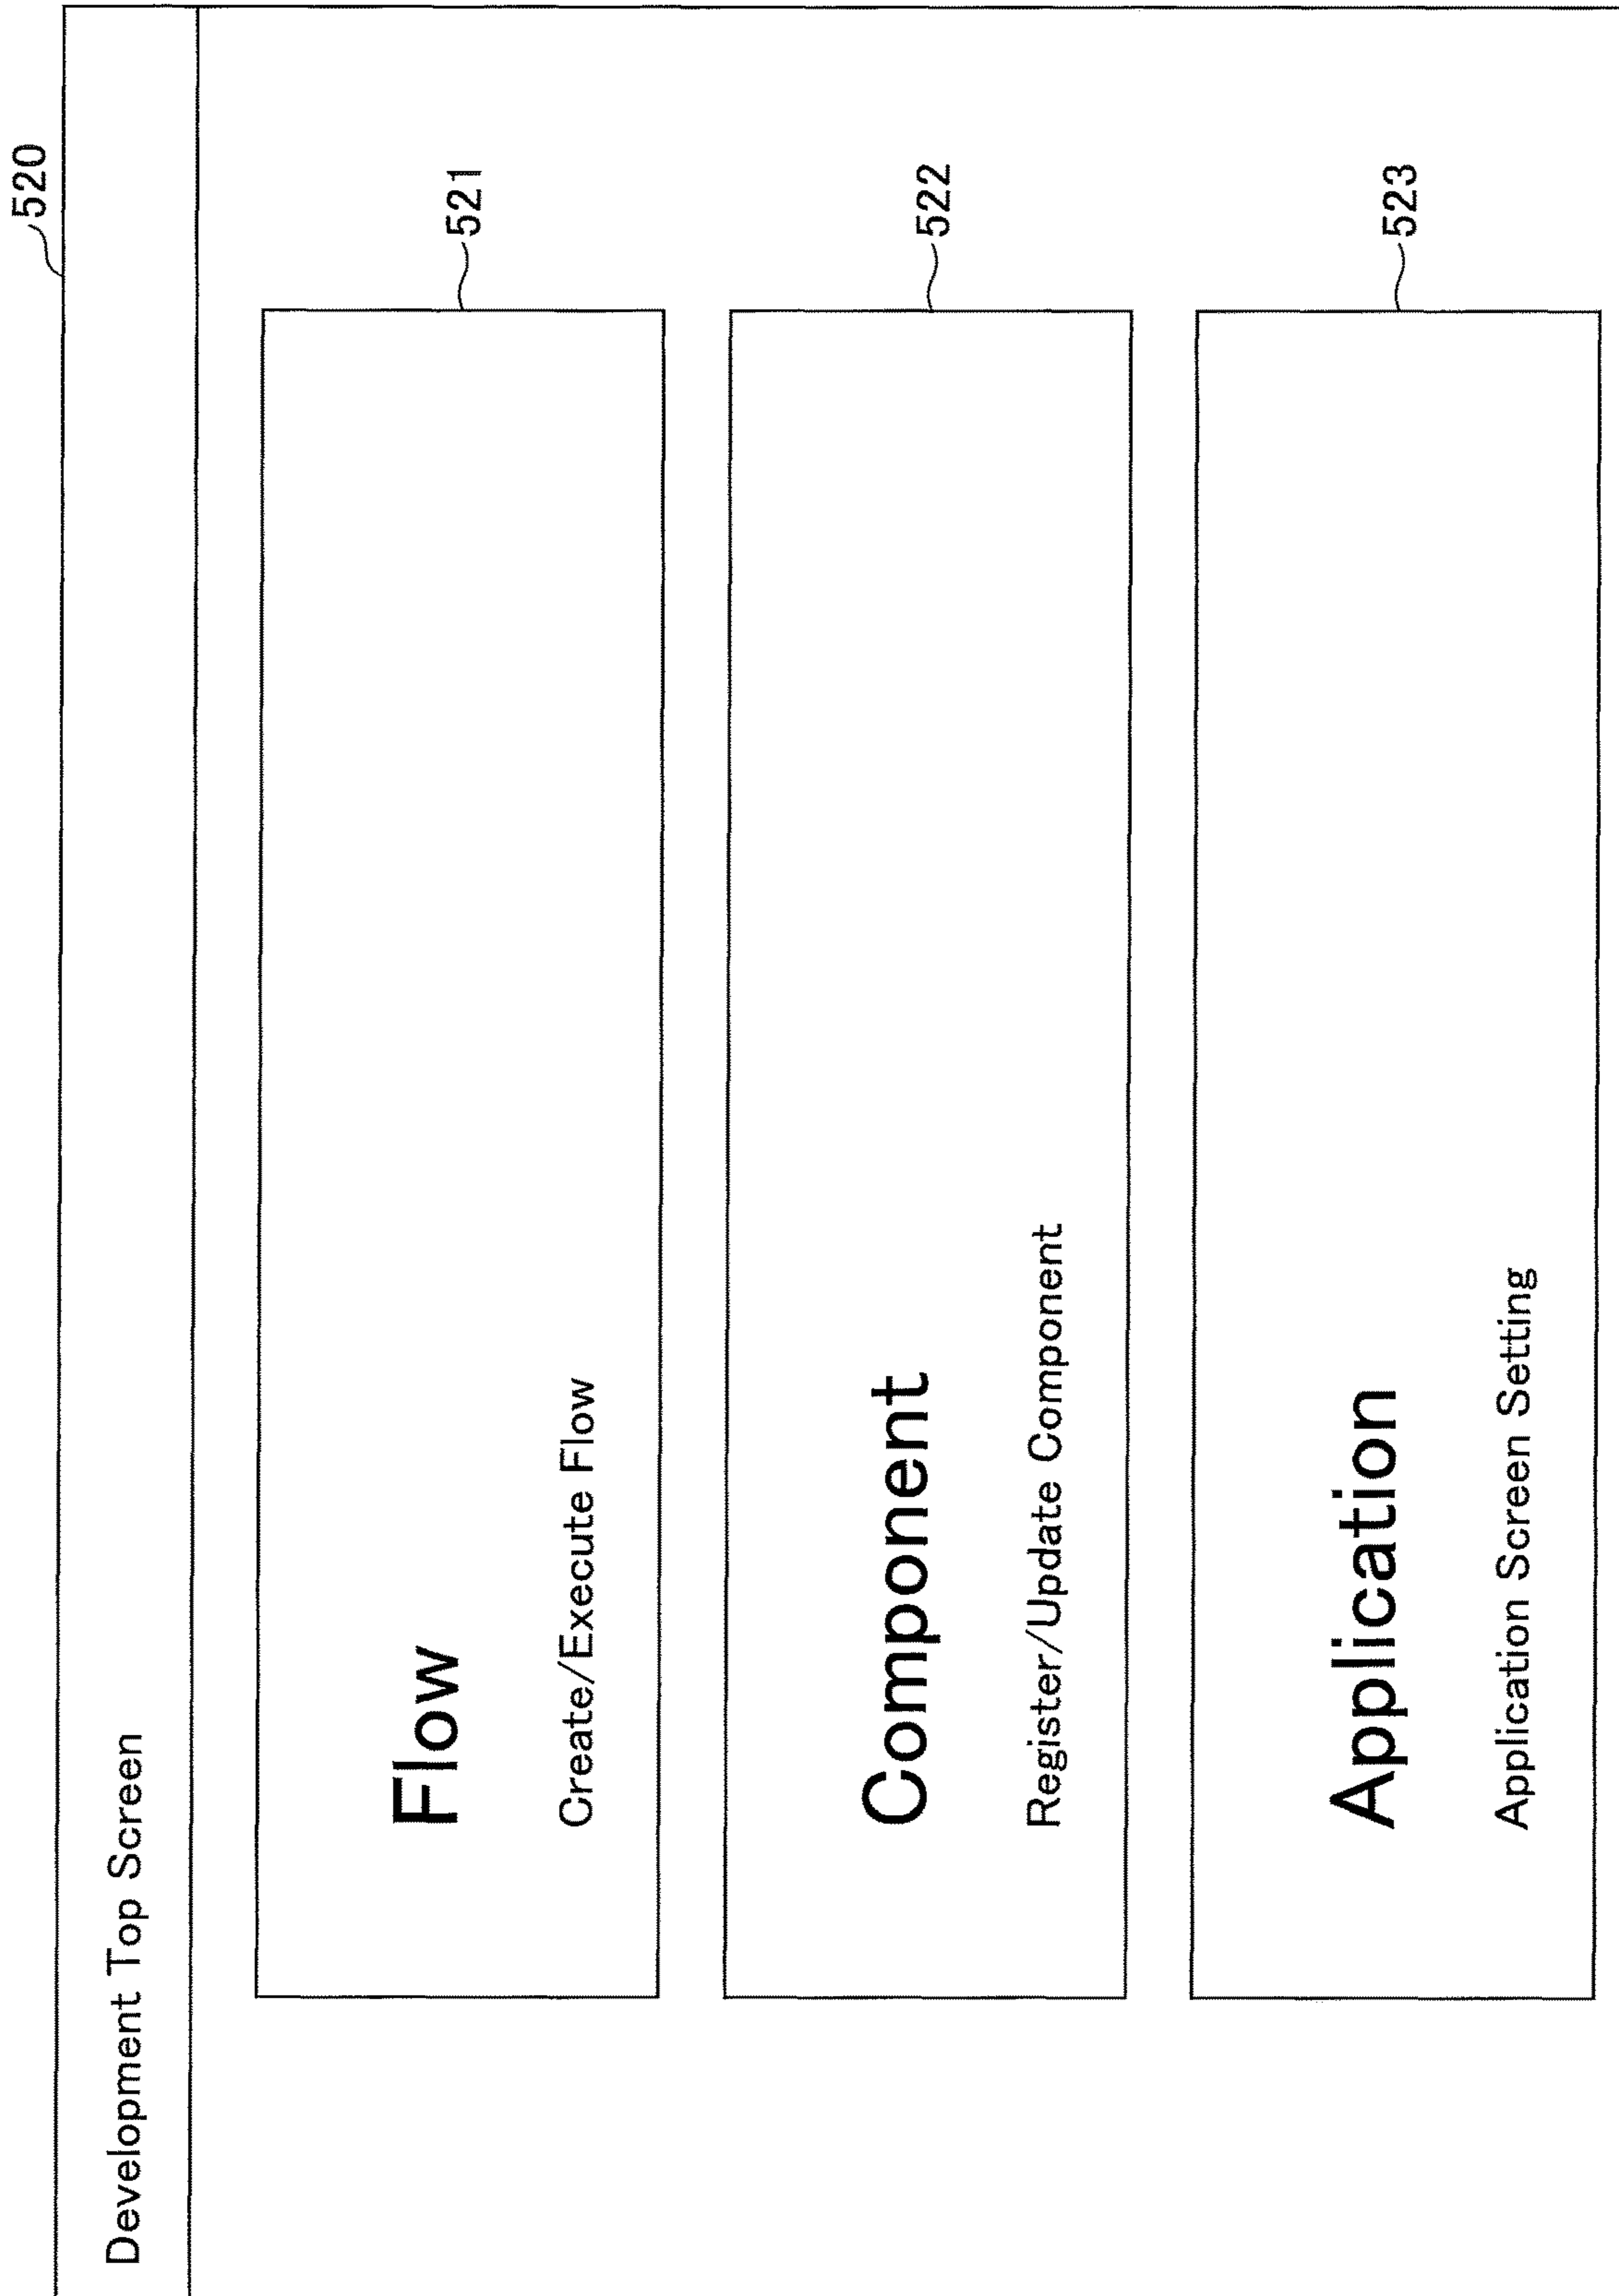 520
Development Top Screen
Flow
Create/Execute Flow
521
Component
Register/Update Component
522
Application
Application Screen Setting
523